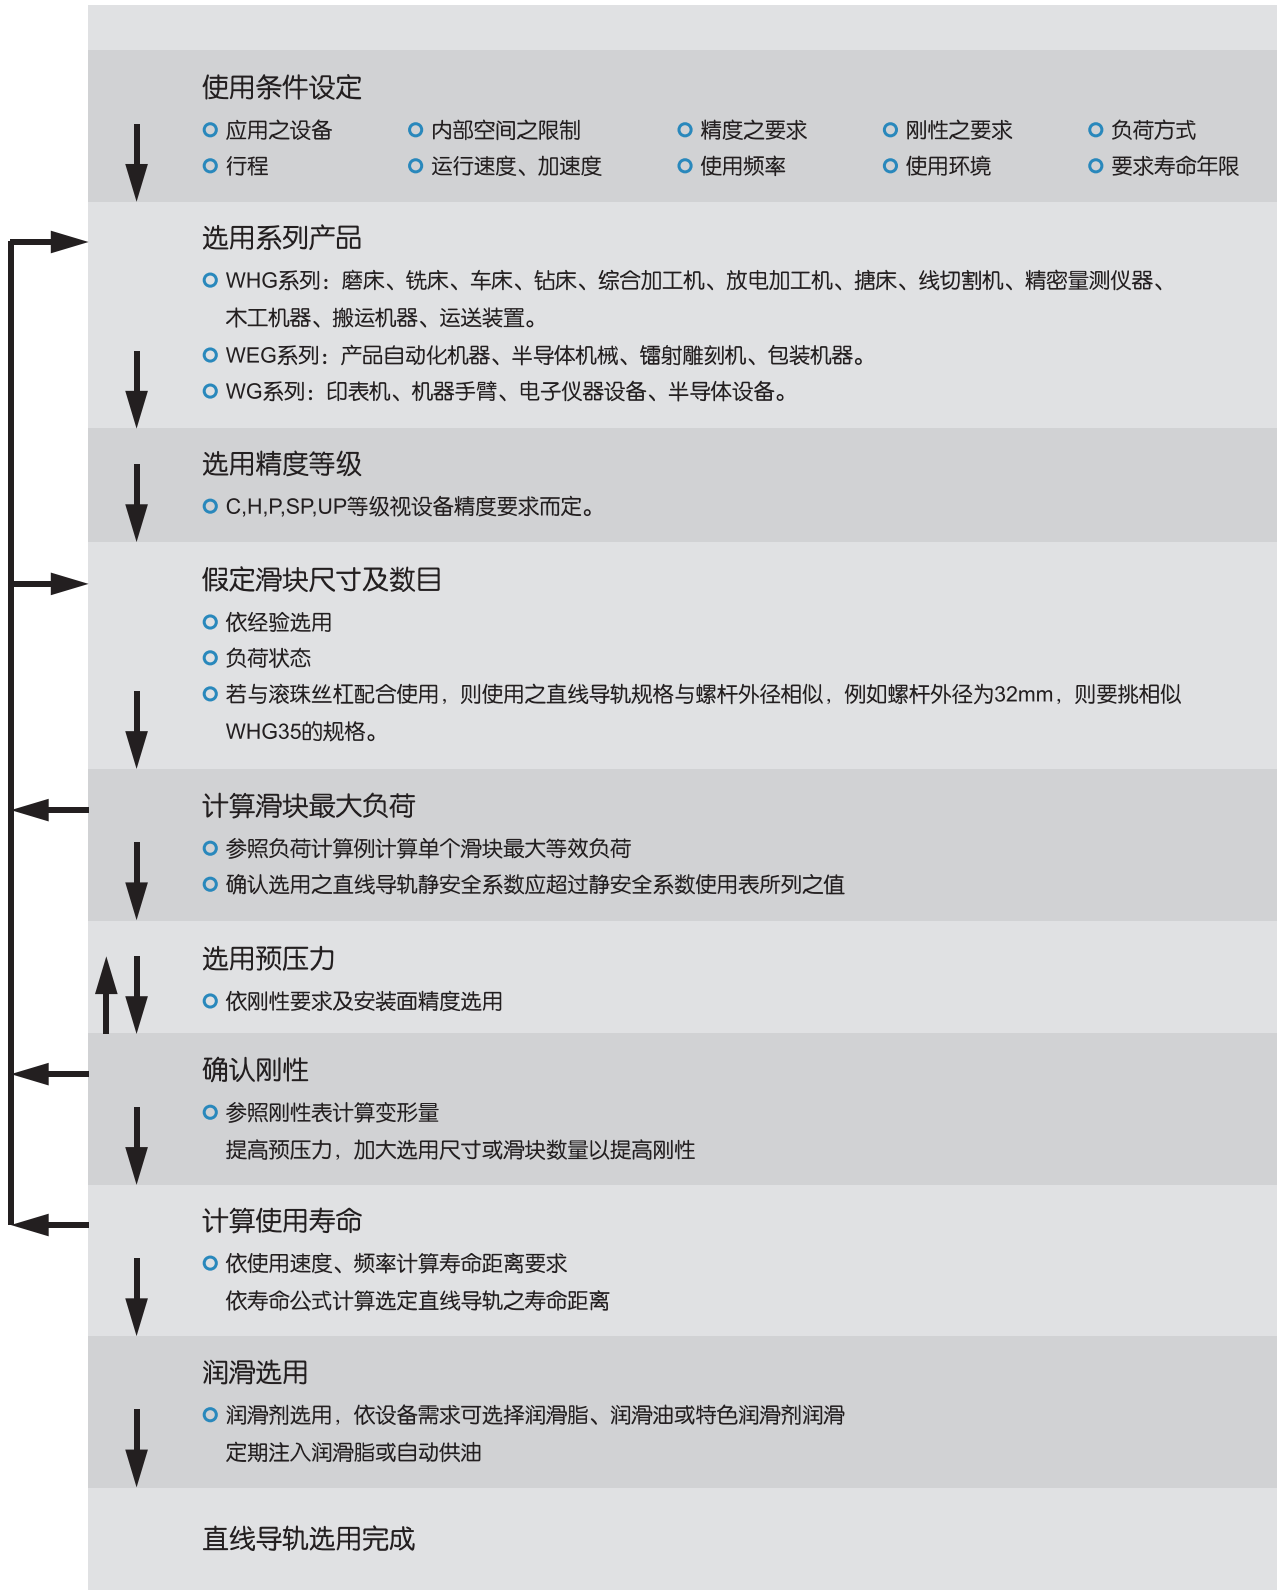 使用条件设定
应用之设备 内部空间之限制 精度之要求 刚性之要求 负荷方式
行程 运行速度、加速度 使用频率 使用环境 要求寿命年限
选用系列产品
WHG系列：磨床、铣床、车床、钻床、综合加工机、放电加工机、搪床、线切割机、精密量测仪器、
木工机器、搬运机器、运送装置。
WEG系列：产品自动化机器、半导体机械、镭射雕刻机、包装机器。
WG系列：印表机、机器手臂、电子仪器设备、半导体设备。
选用精度等级
C,H,P,SP,UP等级视设备精度要求而定。
假定滑块尺寸及数目
依经验选用
负荷状态
若与滚珠丝杠配合使用，则使用之直线导轨规格与螺杆外径相似，例如螺杆外径为32mm，则要挑相似
WHG35的规格。
计算滑块最大负荷
参照负荷计算例计算单个滑块最大等效负荷
确认选用之直线导轨静安全系数应超过静安全系数使用表所列之值
选用预压力
依刚性要求及安装面精度选用
确认刚性
参照刚性表计算变形量
提高预压力，加大选用尺寸或滑块数量以提高刚性
计算使用寿命
依使用速度、频率计算寿命距离要求
依寿命公式计算选定直线导轨之寿命距离
润滑选用
润滑剂选用，依设备需求可选择润滑脂、润滑油或特色润滑剂润滑
定期注入润滑脂或自动供油
直线导轨选用完成